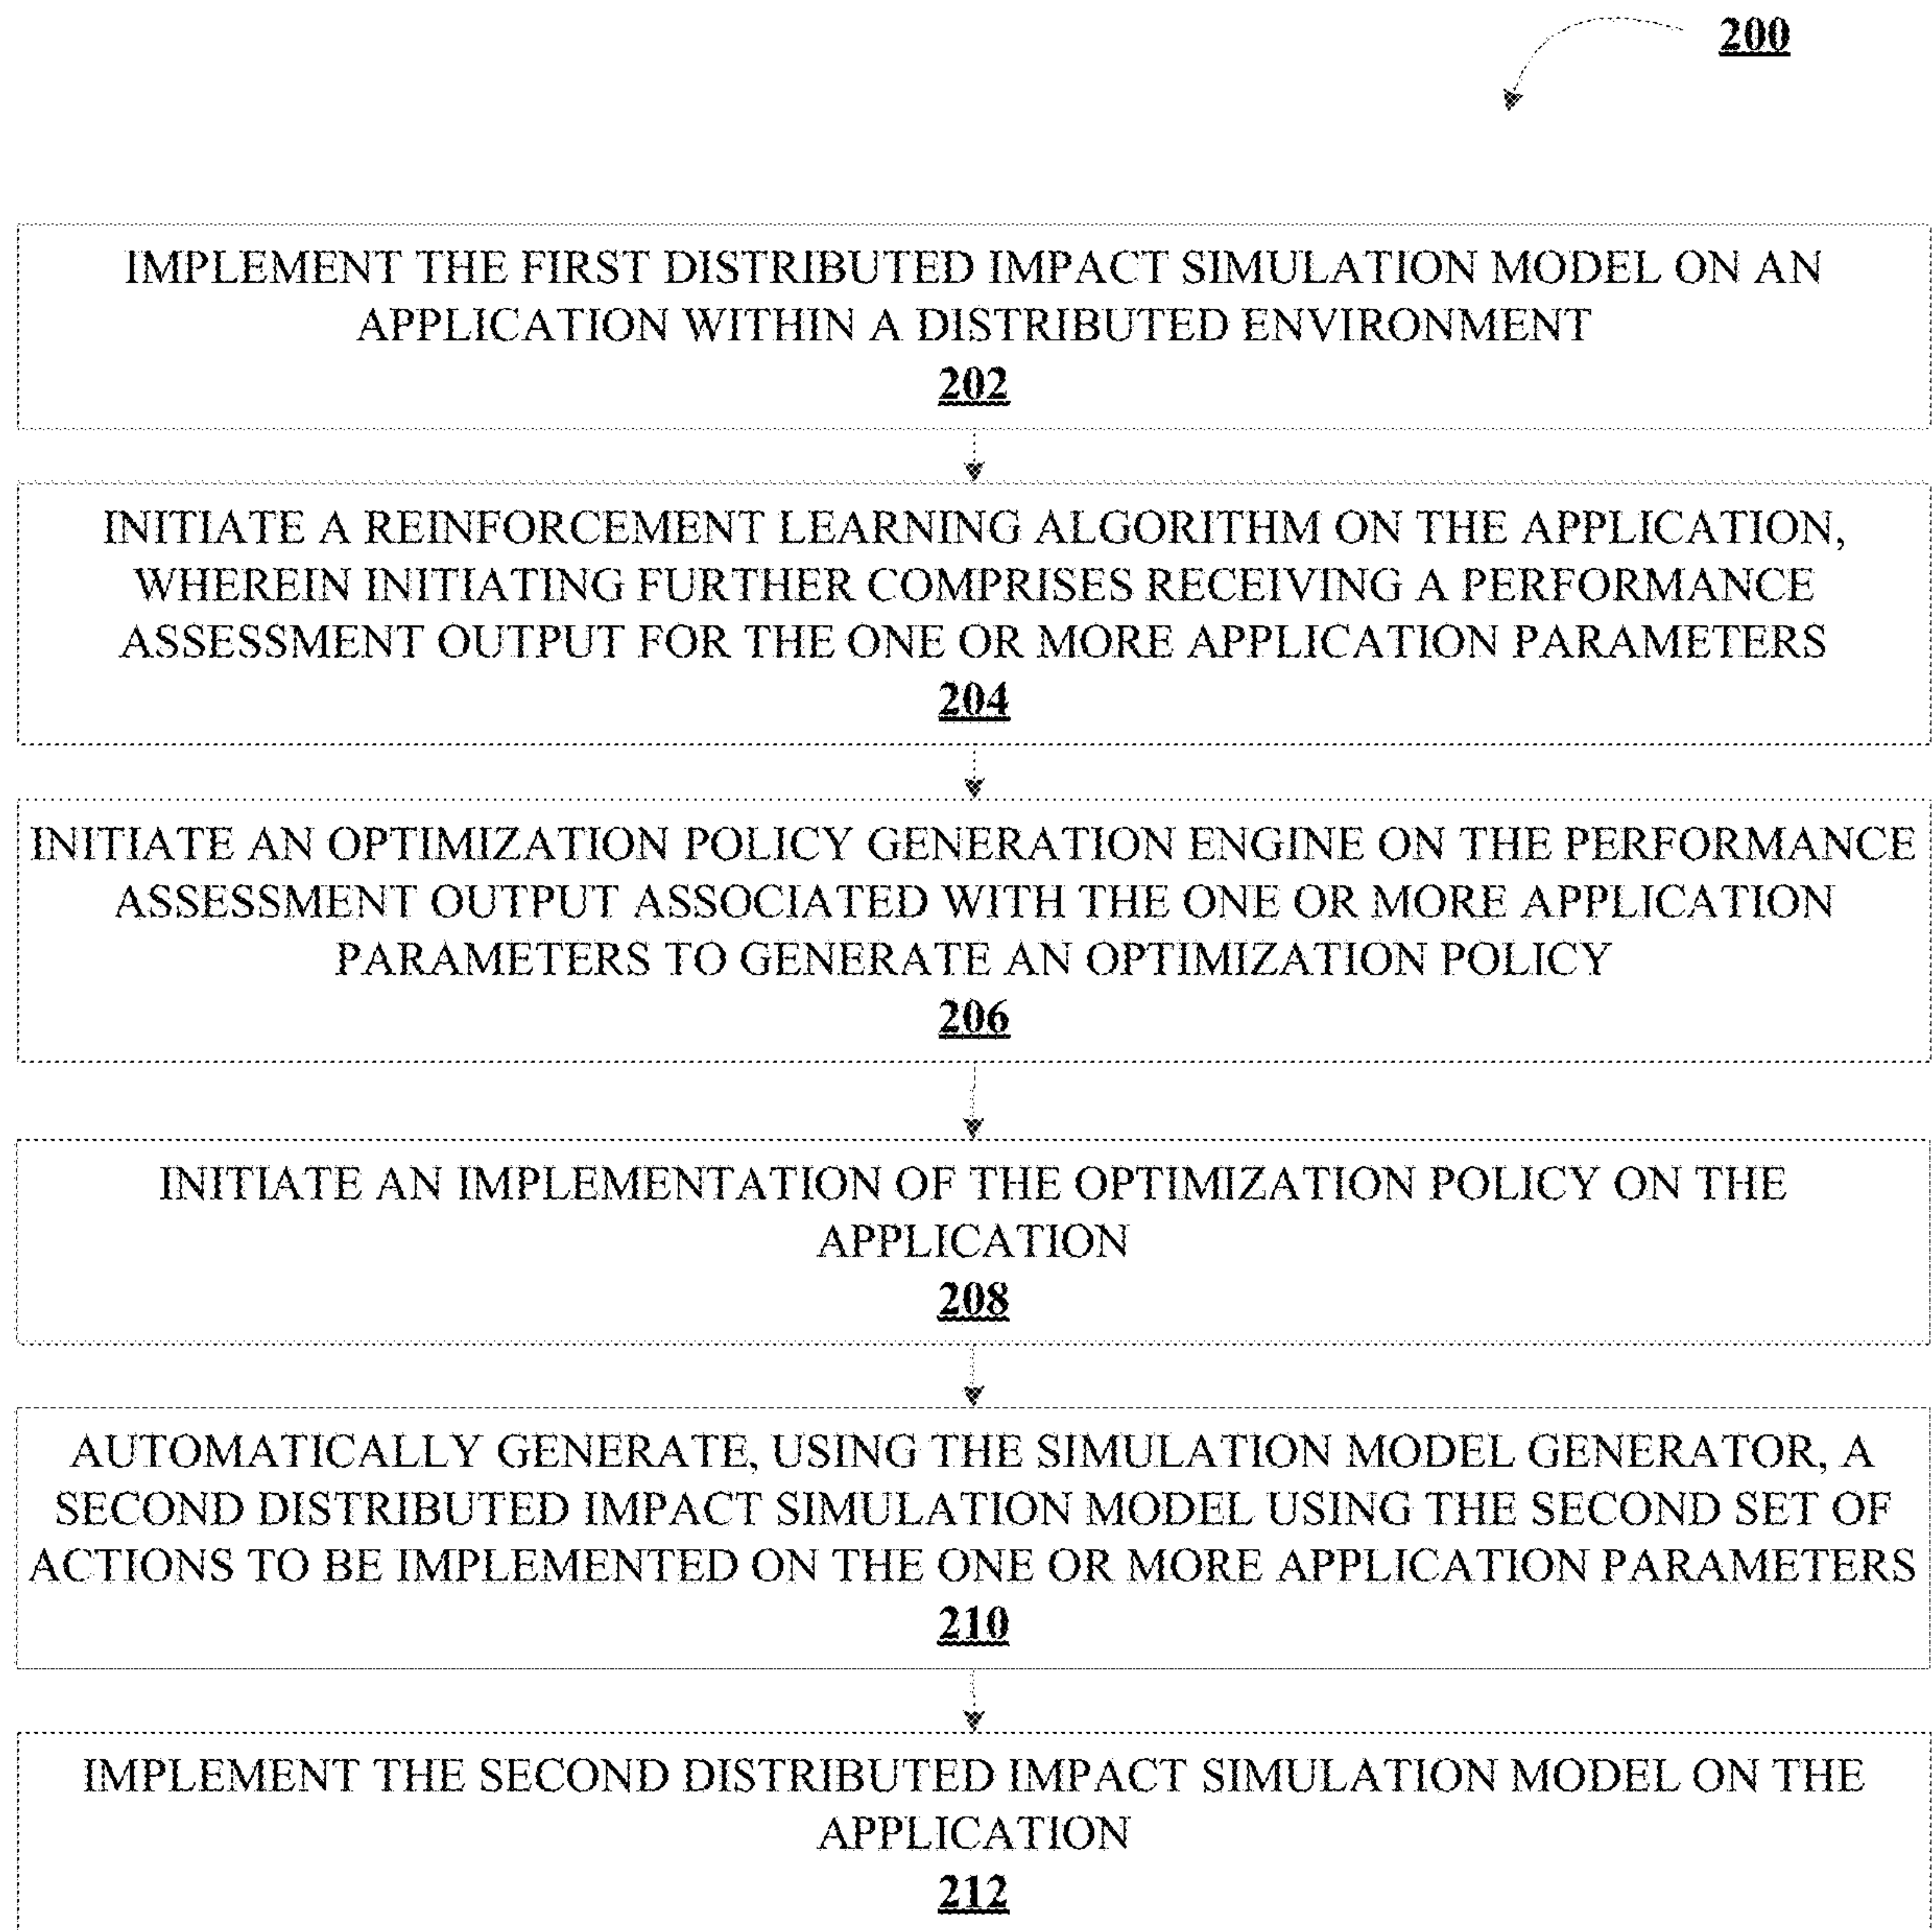 200
IMPLEMENT THE FIRST DISTRIBUTED IMPACT SIMULATION MODEL ON AN
APPLICATION WITHIN A DISTRIBUTED ENVIRONMENT
202
INITIATE A REINFORCEMENT LEARNING ALGORITHM ON THE APPLICATION,
WHEREIN INITIATING FURTHER COMPRISES RECEIVING A PERFORMANCE
ASSESSMENT OUTPUT FOR THE ONE OR MORE APPLICATION PARAMETERS
204
INITIATE AN OPTIMIZATION POLICY GENERATION ENGINE ON THE PERFORMANCE
ASSESSMENT OUTPUT ASSOCIATED WITH THE ONE OR MORE APPLICATION
PARAMETERS TO GENERATE AN OPTIMIZATION POLICY
206
INITIATE AN IMPLEMENTATION OF THE OPTIMIZATION POLICY ON THE
APPLICATION
208
AUTOMATICALLY GENERATE, USING THE SIMULATION MODEL GENERATOR, A
SECOND DISTRIBUTED IMPACT SIMULATION MODEL USING THE SECOND SET OF
ACTIONS TO BE IMPLEMENTED ON THE ONE OR MORE APPLICATION PARAMETERS
210
IMPLEMENT THE SECOND DISTRIBUTED IMPACT SIMULATION MODEL ON THE
APPLICATION
212